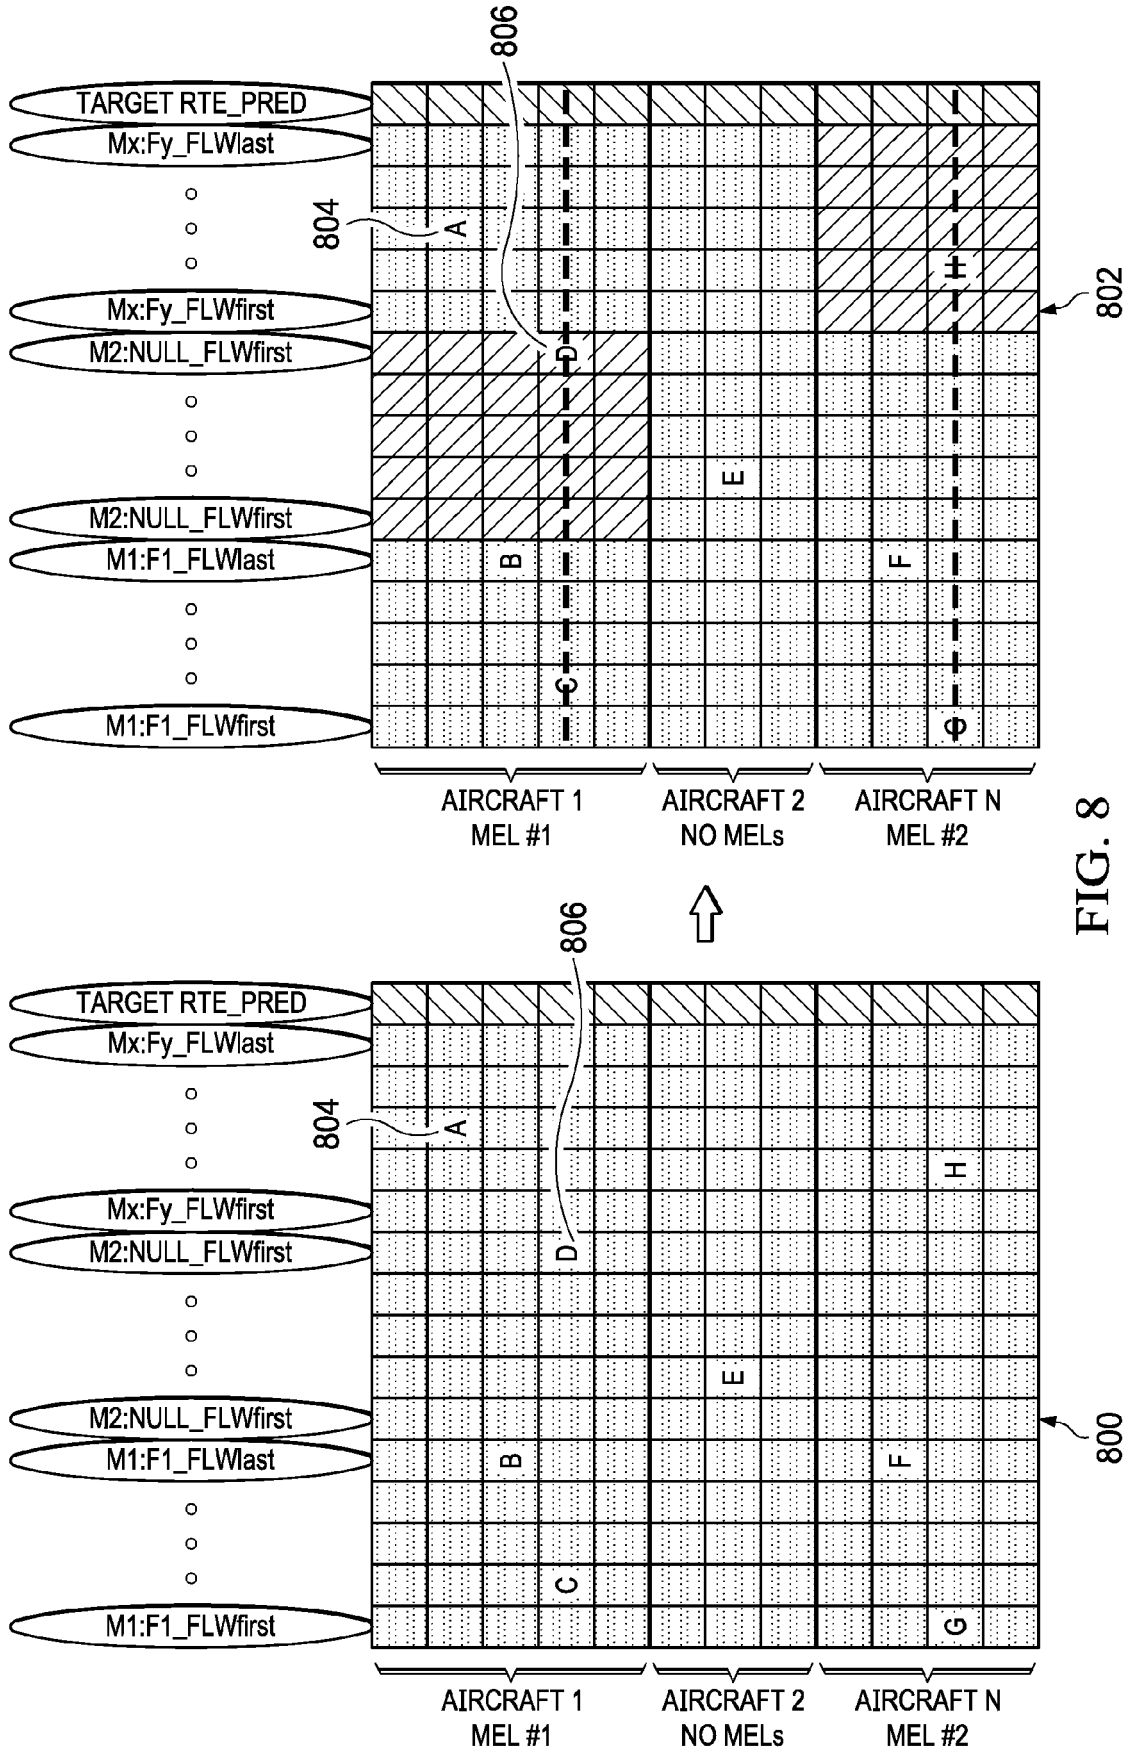 M1:F1_FLWfirst
M1:F1_FLWlast
M2:NULL_FLWfirst
M2:NULL_FLWfirst
Mx:Fy_FLWfirst
Mx:Fy_FLWlast
TARGET RTE_PRED
804
806
AIRCRAFT 1
MEL #1
AIRCRAFT 2
NO MELs
AIRCRAFT N
MEL #2
A
B
C
D
E
F
G
H
800
M1:F1_FLWfirst
M1:F1_FLWlast
M2:NULL_FLWfirst
M2:NULL_FLWfirst
Mx:Fy_FLWfirst
Mx:Fy_FLWlast
TARGET RTE_PRED
804
806
AIRCRAFT 1
MEL #1
AIRCRAFT 2
NO MELs
AIRCRAFT N
MEL #2
A
B
C
D
E
F
G
H
802
FIG. 8